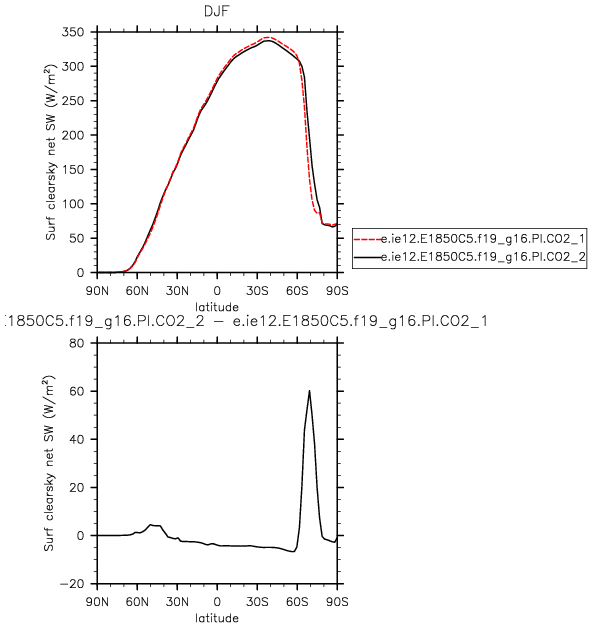 DJF
350
300
250
200
150
100
50
0
Surf clearsky net SW (W/m²)
90N 60N 30N 0 30S 60S 90S
latitude
e.ie12.E1850C5.f19_g16.PI.CO2_1
e.ie12.E1850C5.f19_g16.PI.CO2_2
:1850C5.f19_g16.PI.CO2_2 − e.ie12.E1850C5.f19_g16.PI.CO2_1
80
60
40
20
0
−20
Surf clearsky net SW (W/m²)
90N 60N 30N 0 30S 60S 90S
latitude